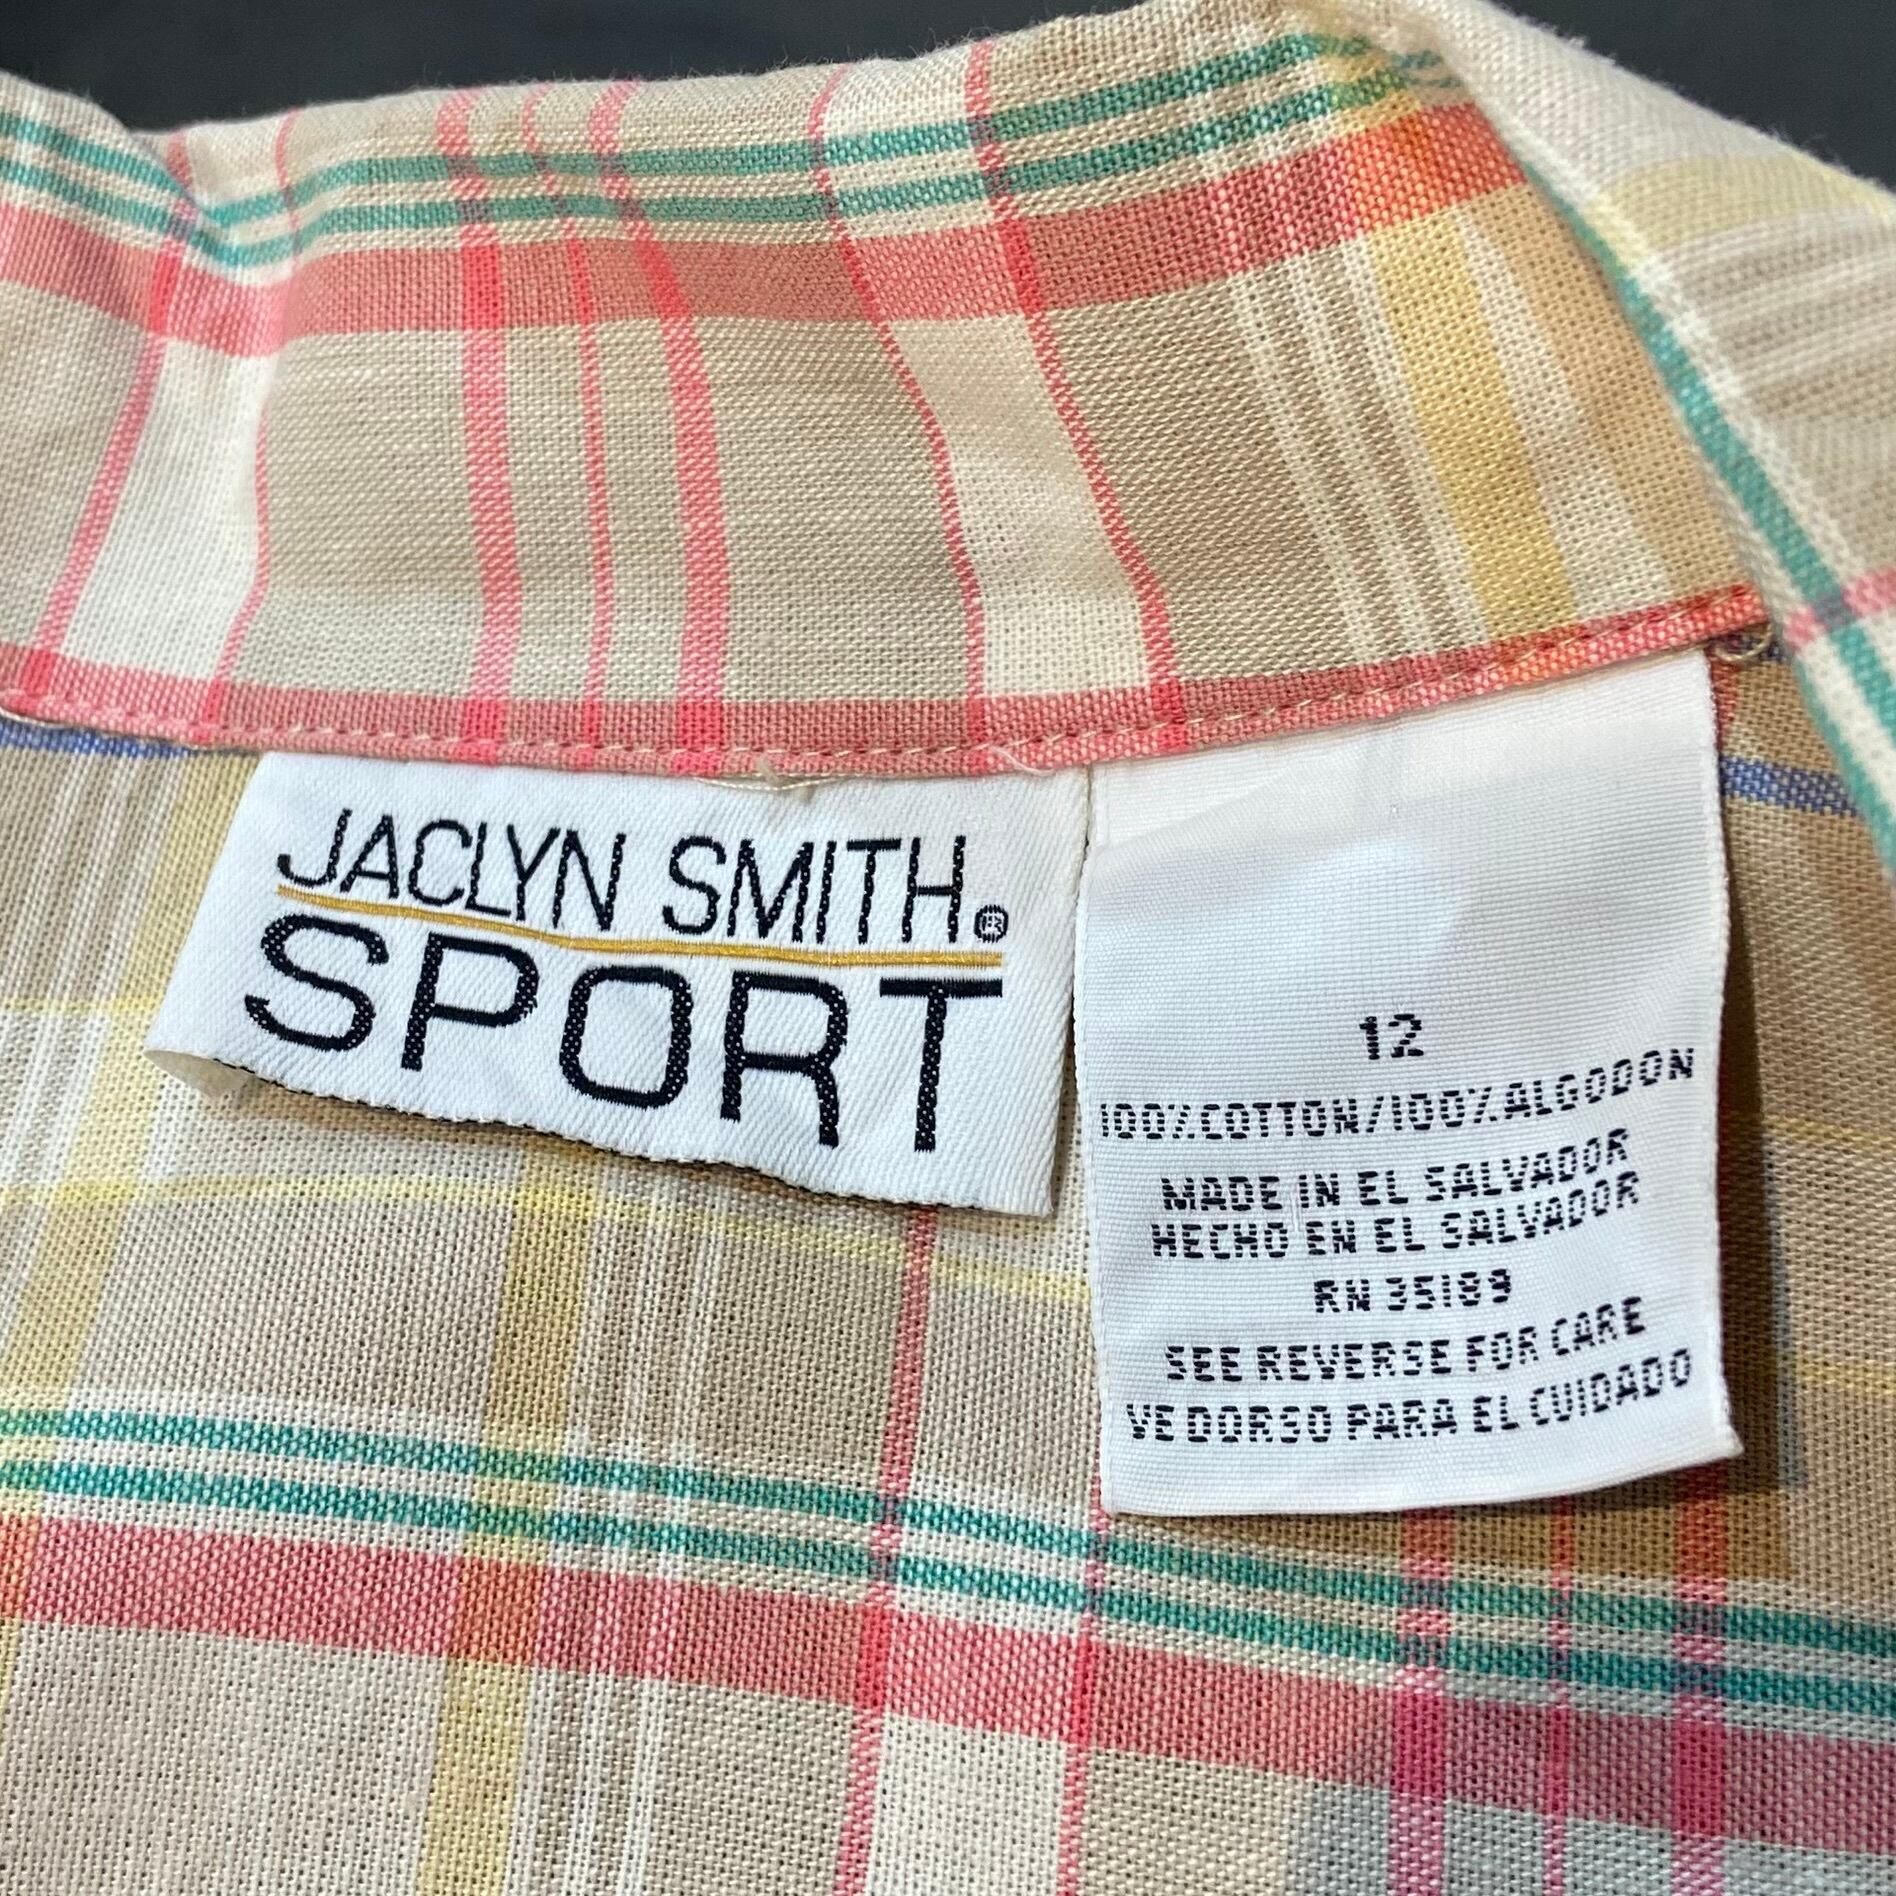 JACLYN SMITH®
SPORT
12
100% COTTON/100% ALGODON
MADE IN EL SALVADOR
HECHO EN EL SALVADOR
RN 35189
SEE REVERSE FOR CARE
VE DORSO PARA EL CUIDADO